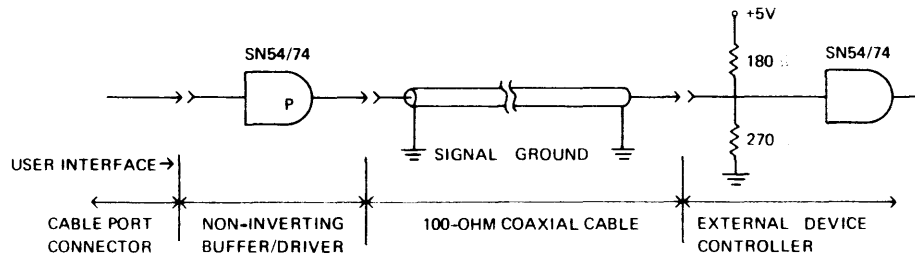 +5V
SN54/74
180
SN54/74
P
270
SIGNAL GROUND
USER INTERFACE→
CABLE PORT CONNECTOR
NON-INVERTING BUFFER/DRIVER
100-OHM COAXIAL CABLE
EXTERNAL DEVICE CONTROLLER